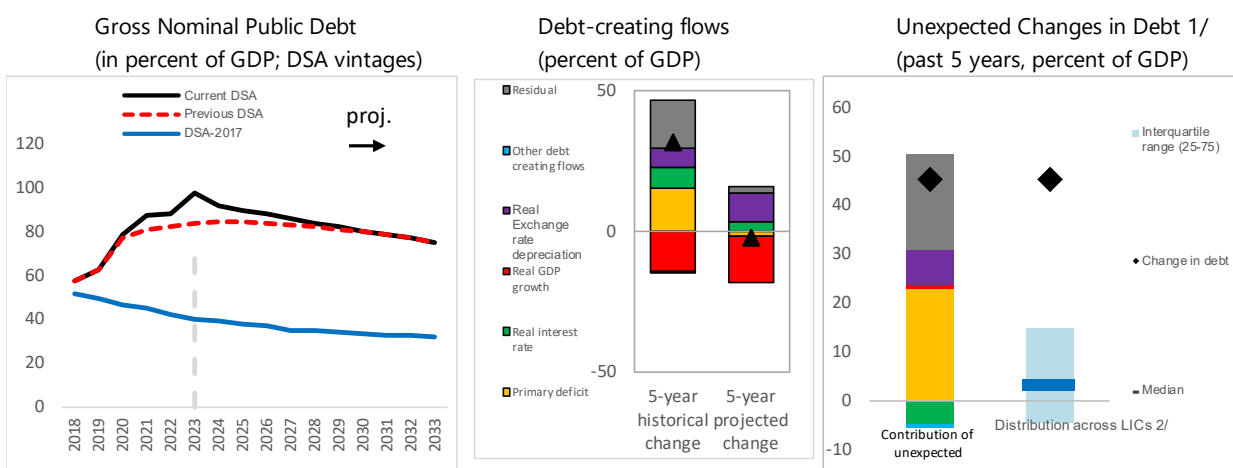 Gross Nominal Public Debt
(in percent of GDP; DSA vintages)
Current DSA
Previous DSA
DSA-2017
proj.
120
100
80
60
40
20
0
2018
2019
2020
2021
2022
2023
2024
2025
2026
2027
2028
2029
2030
2031
2032
2033
Debt-creating flows
(percent of GDP)
Residual
Other debt
creating flows
Real
Exchange rate
depreciation
Real GDP
growth
Real interest
rate
Primary deficit
50
0
-50
5-year
historical
change
5-year
projected
change
Unexpected Changes in Debt 1/
(past 5 years, percent of GDP)
60
50
40
30
20
10
0
-10
Interquartile
range (25-75)
Change in debt
Median
Contribution of
unexpected
Distribution across LICs 2/